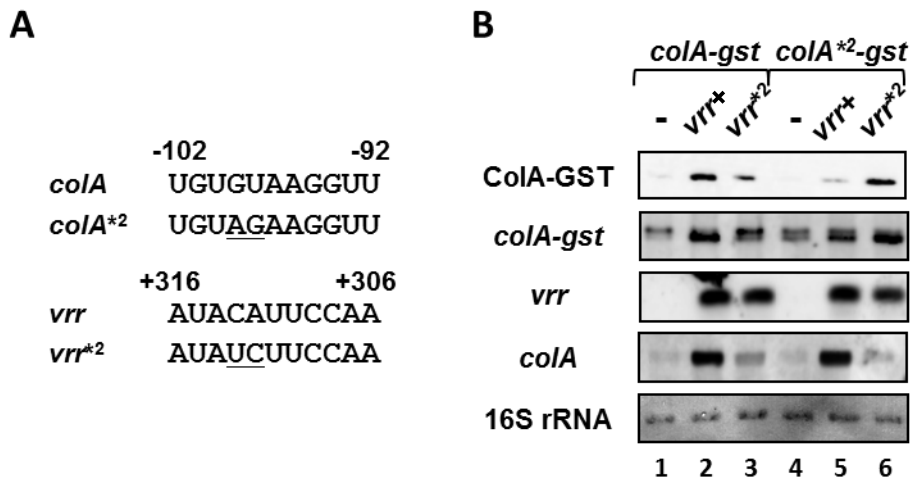 A
-102 -92
colA UGUGUAAGGUU
colA*2 UGUAGAAGGUU
+316 +306
vrr AUACAUUCCAA
vrr*2 AUAUCUUCCAA
B
colA-gst colA*2-gst
- vrr+ vrr*2 - vrr+ vrr*2
ColA-GST
colA-gst
vrr
colA
16S rRNA
1 2 3 4 5 6